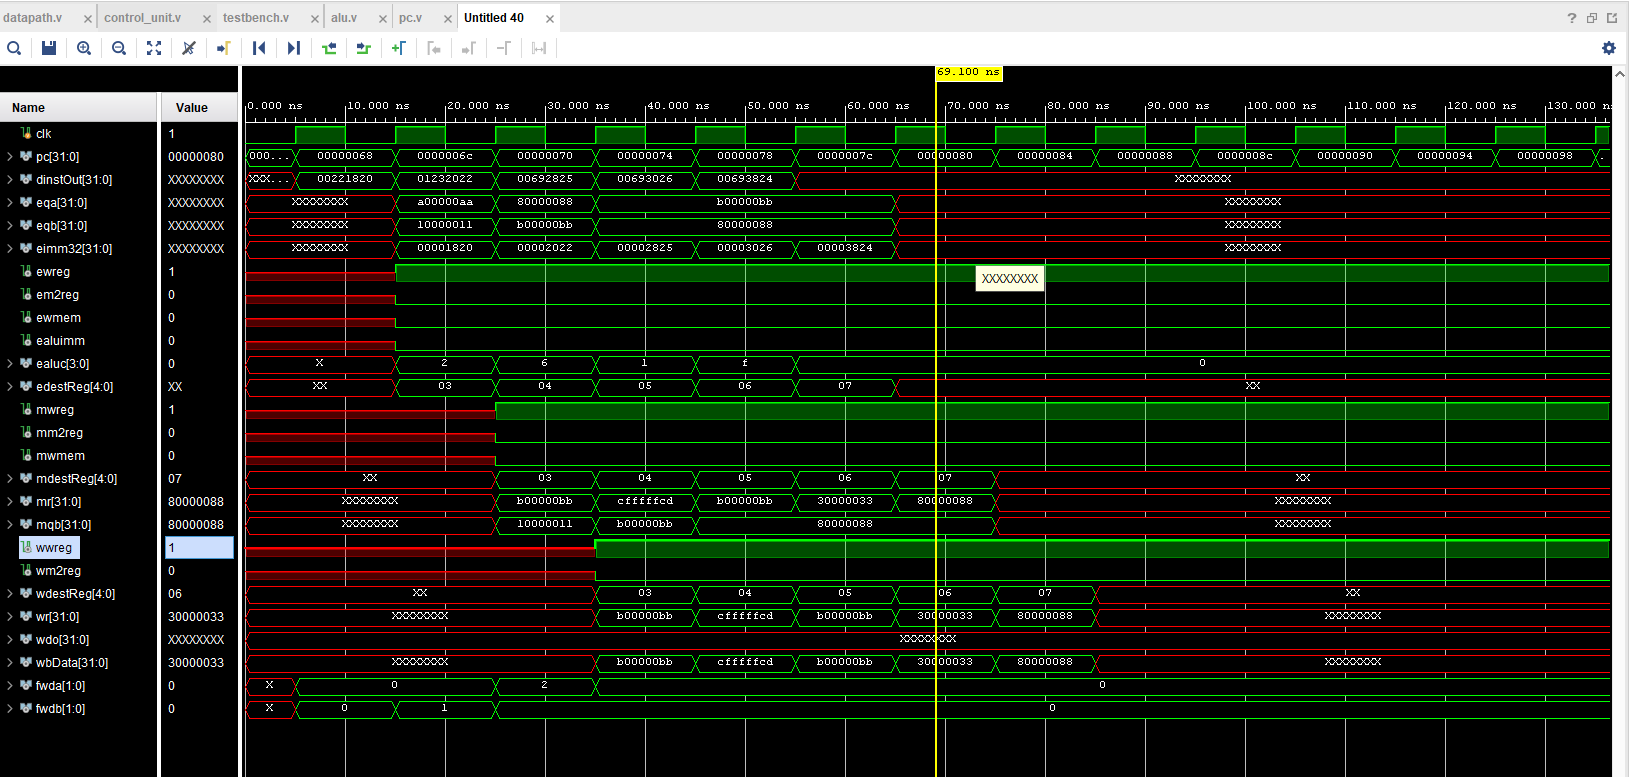 datapath.v × control_unit.v × testbench.v × alu.v × pc.v × Untitled 40 × ?
69.100 ns
Name Value 0.000 ns 10.000 ns 20.000 ns 30.000 ns 40.000 ns 50.000 ns 60.000 ns 70.000 ns 80.000 ns 90.000 ns 100.000 ns 110.000 ns 120.000 ns 130.000 ns
clk 1
pc[31:0] 00000080 000... 00000068 0000006c 00000070 00000074 00000078 0000007c 00000080 00000084 00000088 0000008c 00000090 00000094 00000098 .
dinstOut[31:0] XXXXXXXX XXX... 00221820 01232022 00692825 00693026 00693824 XXXXXXXX
eqa[31:0] XXXXXXXX XXXXXXXX a00000aa 80000088 b00000bb XXXXXXXX
eqb[31:0] XXXXXXXX XXXXXXXX 10000011 b00000bb 80000088 XXXXXXXX
eimm32[31:0] XXXXXXXX XXXXXXXX 00001820 00002022 00002825 00003026 00003824 XXXXXXXX
ewreg 1
XXXXXXXX
em2reg 0
ewmem 0
ealuimm 0
ealuc[3:0] 0 X 2 6 1 f 0
edestReg[4:0] XX XX 03 04 05 06 07 XX
mwreg 1
mm2reg 0
mwmem 0
mdestReg[4:0] 07 XX 03 04 05 06 07 XX
mr[31:0] 80000088 XXXXXXXX b00000bb cfffffcd b00000bb 30000033 80000088 XXXXXXXX
mqb[31:0] 80000088 XXXXXXXX 10000011 b00000bb 80000088 XXXXXXXX
wwreg 1
wm2reg 0
wdestReg[4:0] 06 XX 03 04 05 06 07 XX
wr[31:0] 30000033 XXXXXXXX b00000bb cfffffcd b00000bb 30000033 80000088 XXXXXXXX
wdo[31:0] XXXXXXXX XXXXXXXX
wbData[31:0] 30000033 XXXXXXXX b00000bb cfffffcd b00000bb 30000033 80000088 XXXXXXXX
fwda[1:0] 0 X 0 2 0
fwdb[1:0] 0 X 0 1 0